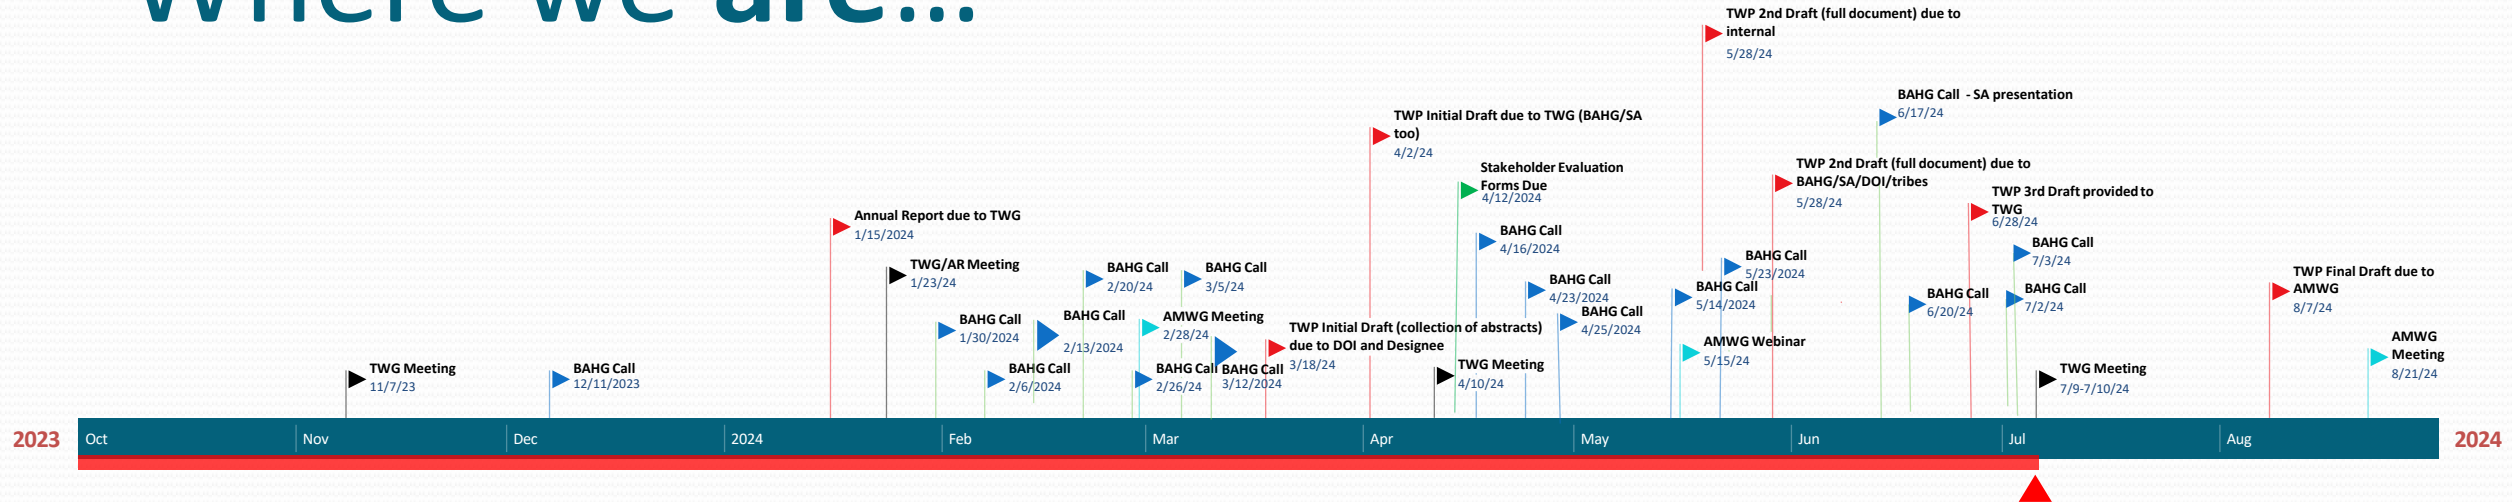 Where we are...
TWP 2nd Draft (full document) due to
internal
5/28/24
BAHG Call  - SA presentation
6/17/24
TWP Initial Draft due to TWG (BAHG/SA
too)
4/2/24
Stakeholder Evaluation
Forms Due
4/12/2024
TWP 2nd Draft (full document) due to
BAHG/SA/DOI/tribes
5/28/24
TWP 3rd Draft provided to
TWG
6/28/24
Annual Report due to TWG
1/15/2024
BAHG Call
4/16/2024
BAHG Call
7/3/24
TWG/AR Meeting
1/23/24
BAHG Call
2/20/24
BAHG Call
3/5/24
BAHG Call
5/23/2024
TWP Final Draft due to
AMWG
8/7/24
BAHG Call
4/23/2024
BAHG Call
5/14/2024
BAHG Call
6/20/24
BAHG Call
7/2/24
BAHG Call
1/30/2024
BAHG Call
2/13/2024
AMWG Meeting
2/28/24
TWP Initial Draft (collection of abstracts)
due to DOI and Designee
3/18/24
BAHG Call
4/25/2024
AMWG Webinar
5/15/24
AMWG
Meeting
8/21/24
TWG Meeting
11/7/23
BAHG Call
12/11/2023
BAHG Call
2/6/2024
BAHG Call
2/26/24
BAHG Call
3/12/2024
TWG Meeting
4/10/24
TWG Meeting
7/9-7/10/24
2023
Oct
Nov
Dec
2024
Feb
Mar
Apr
May
Jun
Jul
Aug
2024